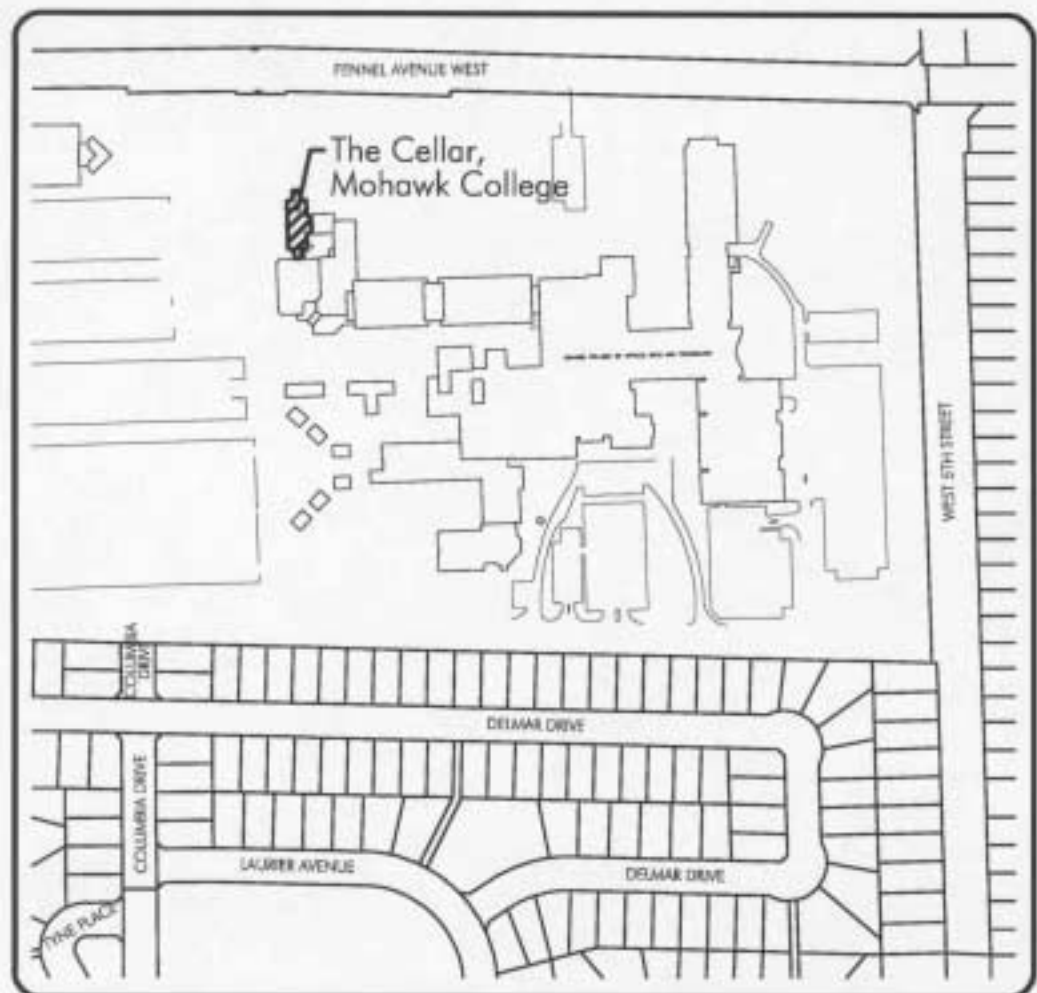 FENNEL AVENUE WEST
The Cellar,
Mohawk College
WEST 5TH STREET
COLUMBIA
DRIVE
DELMAR DRIVE
COLUMBIA DRIVE
LAURIER AVENUE
DELMAR DRIVE
TYNE PLACE